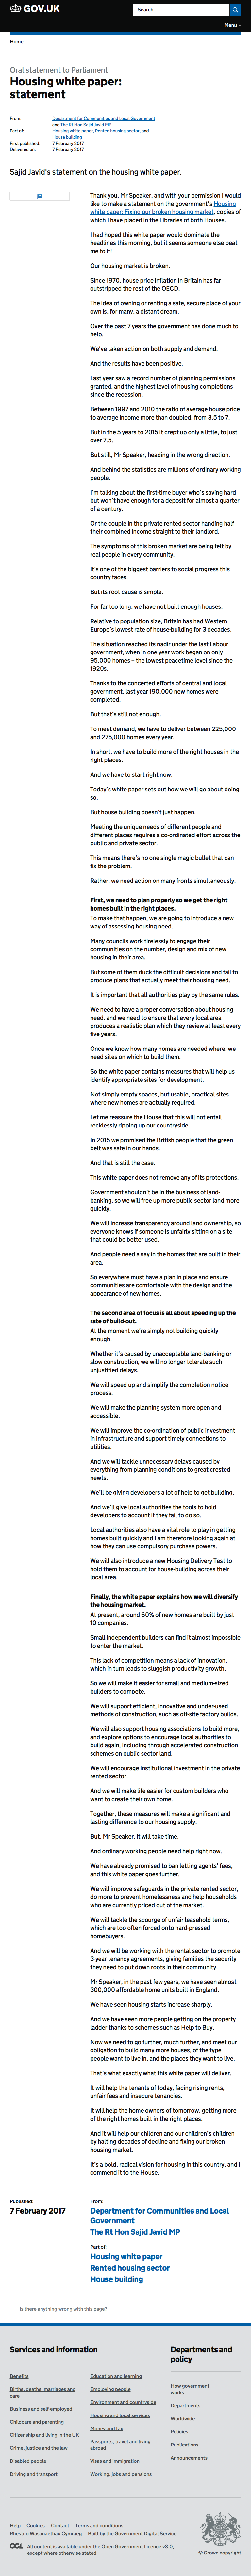 GOV.UK
Search
Menu
Home
Oral statement to Parliament
Housing white paper:
statement
From:
Department for Communities and Local Government
and The Rt Hon Sajid Javid MP
Part of:
Housing white paper, Rented housing sector, and
House building
First published:
7 February 2017
Delivered on:
7 February 2017
Sajid Javid's statement on the housing white paper.
Thank you, Mr Speaker, and with your permission I would
like to make a statement on the government's Housing
white paper: Fixing our broken housing market, copies of
which I have placed in the Libraries of the House.
I had hoped this white paper would dominate the
headlines this morning, but it seems someone else beat
me to it!
Our housing market is broken.
Since 1970, house price inflation in Britain has far
outstripped the rest of the OECD.
The idea of owning or renting a safe, secure place of your
own is, for many, a distant dream.
Over the past 7 years the government has done much to
help.
We've taken action on both supply and demand.
And the results have been positive.
Last year saw a record number of planning permissions
granted, and the highest level of housing completions
since the recession.
Between 1997 and 2010 the ratio of average house price
to average income more than doubled, from 3.5 to 7.
But in the 5 years to 2015 it crept up only a little, to just
over 7.5.
But still, Mr Speaker, heading in the wrong direction.
And behind the statistics are millions of ordinary working
people.
I'm talking about the first-time buyer who's saving hard
but won't have enough for a deposit for almost a quarter
of a century.
Or the couple in the private rented sector handing half
their combined income straight to their landlord.
The symptoms of this broken market are being felt by
real people in every community.
It's one of the biggest barriers to social progress this
country faces.
But its root cause is simple.
For far too long, we have not built enough houses.
Relative to population size, Britain has had Western
Europe's lowest rate of house-building for 3 decades.
The situation reached its nadir under the last Labour
government, when in one year work began on only
95,000 homes – the lowest peacetime level since the
1920s.
Thanks to the concerted efforts of central and local
government, last year 190,000 new homes were
completed.
But that's still not enough.
To meet demand, we have to deliver between 225,000
and 275,000 homes every year.
In short, we have to build more of the right houses in the
right places.
And we have to start right now.
Today's white paper sets out how we will go about doing
so.
But house building doesn't just happen.
Meeting the unique needs of different people and
different places requires a co-ordinated effort across the
public and private sector.
This means there's no one single magic bullet that can
fix the problem.
Rather, we need action on many fronts simultaneously.
First, we need to plan properly so we get the right
homes built in the right places.
To make that happen, we are going to introduce a new
way of assessing housing need.
Many councils work tirelessly to engage their
communities on the number, design and mix of new
housing in their area.
But some of them duck the difficult decisions and fail to
produce plans that actually meet their housing need.
It is important that all authorities play by the same rules.
We need to have a proper conversation about housing
need, and we need to ensure that every local area
produces a realistic plan which they review at least every
five years.
Once we know how many homes are needed where, we
need sites on which to build them.
So the white paper contains measures that will help us
identify appropriate sites for development.
Not simply empty spaces, but usable, practical sites
where new homes are actually required.
Let me reassure the House that this will not entail
recklessly ripping up our countryside.
In 2015 we promised the British people that the green
belt was safe in our hands.
And that is still the case.
This white paper does not remove any of its protections.
Government shouldn't be in the business of land-
banking, so we will free up more public sector land more
quickly.
We will increase transparency around land ownership, so
everyone knows if someone is unfairly sitting on a site
that could be better used.
And people need a say in the homes that are built in their
area.
So everywhere must have a plan in place and ensure
communities are comfortable with the design and the
appearance of new homes.
The second area of focus is all about speeding up the
rate of build-out.
At the moment we're simply not building quickly
enough.
Whether it's caused by unacceptable land-banking or
slow construction, we will no longer tolerate such
unjustified delays.
We will speed up and simplify the completion notice
process.
We will make the planning system more open and
accessible.
We will improve the co-ordination of public investment
in infrastructure and support timely connections to
utilities.
And we will tackle unnecessary delays caused by
everything from planning conditions to great crested
newts.
We'll be giving developers a lot of help to get building.
And we'll give local authorities the tools to hold
developers to account if they fail to do so.
Local authorities also have a vital role to play in getting
homes built quickly and I am therefore looking again at
how they can use compulsory purchase powers.
We will also introduce a new Housing Delivery Test to
hold them to account for house-building across their
local area.
Finally, the white paper explains how we will diversify
the housing market.
At present, around 60% of new homes are built by just
10 companies.
Small independent builders can find it almost impossible
to enter the market.
This lack of competition means a lack of innovation,
which in turn leads to sluggish productivity growth.
So we will make it easier for small and medium-sized
builders to compete.
We will support efficient, innovative and under-used
methods of construction, such as off-site factory builds.
We will also support housing associations to build more,
and explore options to encourage local authorities to
build again, including through accelerated construction
schemes on public sector land.
We will encourage institutional investment in the private
rented sector.
And we will make life easier for custom builders who
want to create their own home.
Together, these measures will make a significant and
lasting difference to our housing supply.
But, Mr Speaker, it will take time.
And ordinary working people need help right now.
We have already promised to ban letting agents' fees,
and this white paper goes further.
We will improve safeguards in the private rented sector,
do more to prevent homelessness and help households
who are currently priced out of the market.
We will tackle the scourge of unfair leasehold terms,
which are too often forced onto hard-pressed
homebuyers.
And we will be working with the rental sector to promote
3-year tenancy agreements, giving families the security
they need to put down roots in their community.
Mr Speaker, in the past few years, we have seen almost
300,000 affordable home units built in England.
We have seen housing starts increase sharply.
And we have seen more people getting on the property
ladder thanks to schemes such as Help to Buy.
Now we need to go further, much further, and meet our
obligation to build many more houses, of the type
people want to live in, and the places they want to live.
That's what exactly what this white paper will deliver.
It will help the tenants of today, facing rising rents,
unfair fees and insecure tenancies.
It will help the home owners of tomorrow, getting more
of the right homes built in the right places.
And it will help our children and our children's children
by halting decades of decline and fixing our broken
housing market.
It's a bold, radical vision for housing in this country, and I
commend it to the House.
Published:
7 February 2017
From:
Department for Communities and Local
Government
The Rt Hon Sajid Javid MP
Part of:
Housing white paper
Rented housing sector
House building
Is there anything wrong with this page?
Services and information
Benefits
Births, deaths, marriages and
care
Business and self-employed
Childcare and parenting
Citizenship and living in the UK
Crime, justice and the law
Disabled people
Driving and transport
Education and learning
Employing people
Environment and countryside
Housing and local services
Money and tax
Passports, travel and living
abroad
Visas and immigration
Working, jobs and pensions
Departments and
policy
How government
works
Departments
Worldwide
Policies
Publications
Announcements
Help
Cookies
Contact
Terms and conditions
Rhestr o Wasanaethau Cymraeg
Built by the Government Digital Service
OGL
All content is available under the Open Government Licence v3.0,
except where otherwise stated
© Crown copyright